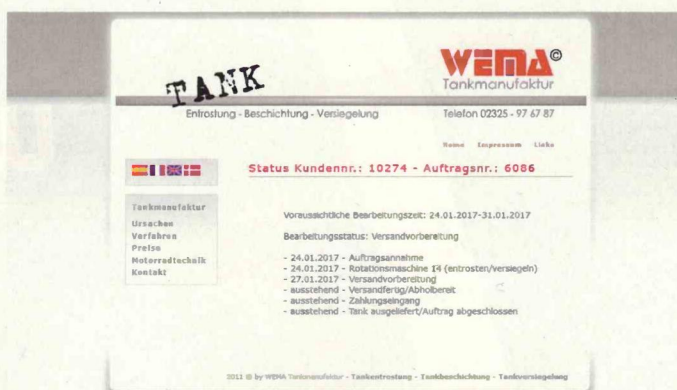 TANK
WEMA©
Tankmanufaktur
Entrostung - Beschichtung - Versiegelung
Telefon 02325 - 97 67 87
Home Impressum Links
Status Kundennr.: 10274 - Auftragsnr.: 6086
Tankmanufaktur
Ursachen
Verfahren
Preise
Motorradtechnik
Kontakt
Voraussichtliche Bearbeitungszeit: 24.01.2017-31.01.2017
Bearbeitungsstatus: Versandvorbereitung
- 24.01.2017 - Auftragsannahme
- 24.01.2017 - Rotationsmaschine 14 (entrosten/versiegeln)
- 27.01.2017 - Versandvorbereitung
- ausstehend - Versandfertig/Abholbereit
- ausstehend - Zahlungseingang
- ausstehend - Tank ausgeliefert/Auftrag abgeschlossen
2011 © by WEMA Tankmanufaktur - Tankentrostung - Tankbeschichtung - Tankversiegelung